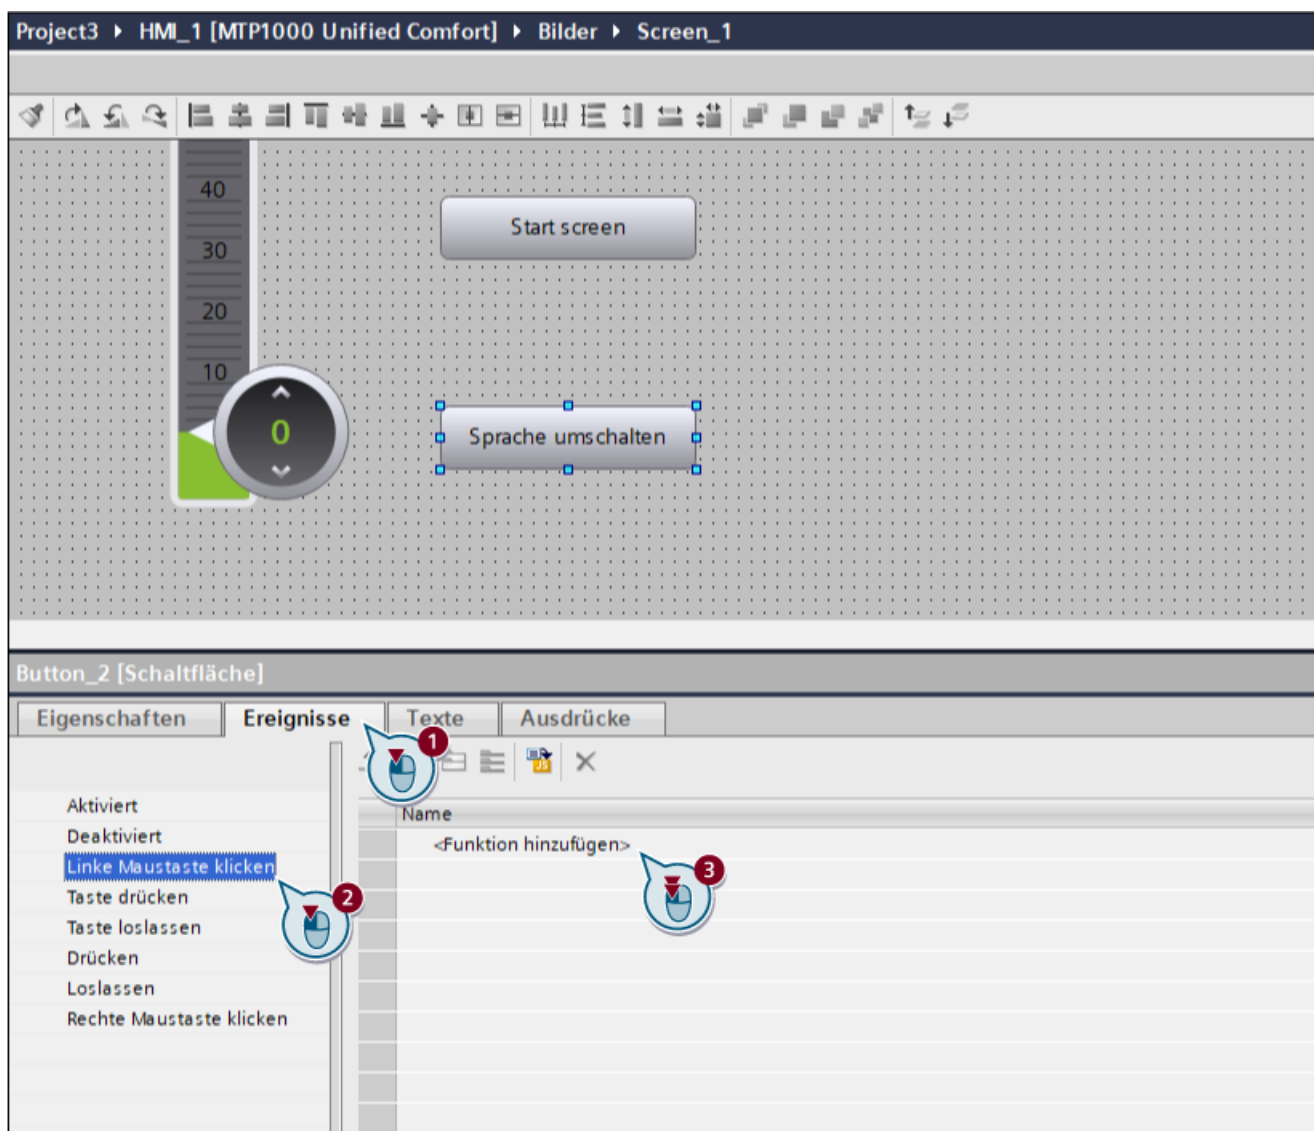 Project3 ▸ HMI_1 [MTP1000 Unified Comfort] ▸ Bilder ▸ Screen_1
40
Start screen
30
20
10
0
Sprache umschalten
Button_2 [Schaltfläche]
Eigenschaften Ereignisse Texte Ausdrücke
1
JS
Aktiviert
Name
Deaktiviert
<Funktion hinzufügen>
Linke Maustaste klicken
3
Taste drücken
2
Taste loslassen
Drücken
Loslassen
Rechte Maustaste klicken